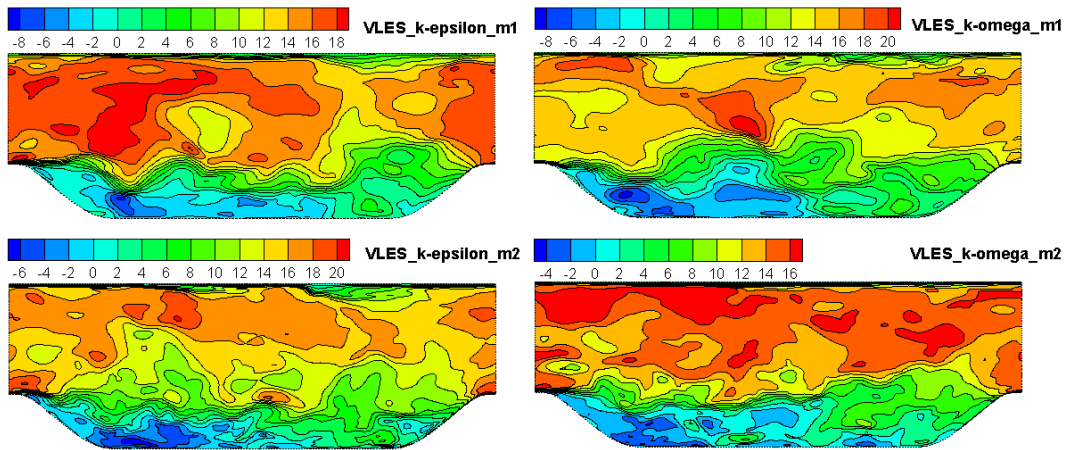 VLES_k-epsilon_m1
-8 -6 -4 -2 0 2 4 6 8 10 12 14 16 18
VLES_k-omega_m1
-8 -6 -4 -2 0 2 4 6 8 10 12 14 16 20
VLES_k-epsilon_m2
-6 -4 -2 0 2 4 6 8 10 12 14 16 18 20
VLES_k-omega_m2
-4 -2 0 2 4 6 8 10 12 14 16